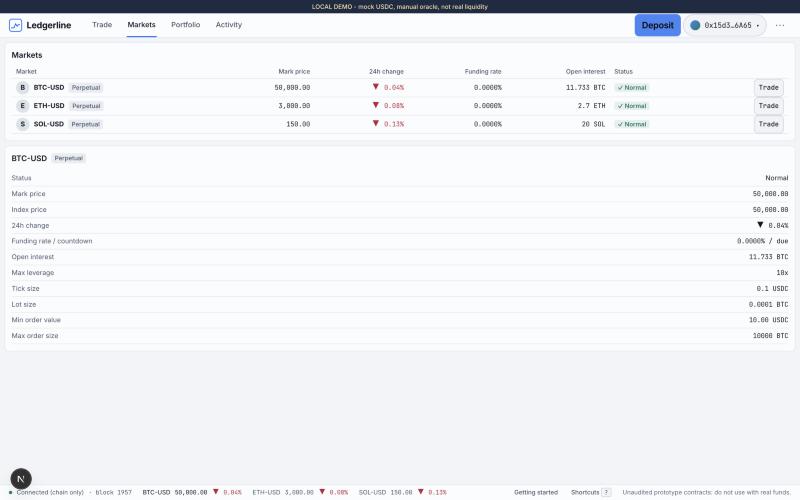 LOCAL DEMO - mock USDC, manual oracle, not real liquidity
Ledgerline Trade Markets Portfolio Activity Deposit 0x15d3…6A65
Markets
Market Mark price 24h change Funding rate Open interest Status
B BTC-USD Perpetual 50,000.00 ▼ 0.04% 0.0000% 11.733 BTC ✓ Normal Trade
E ETH-USD Perpetual 3,000.00 ▼ 0.08% 0.0000% 2.7 ETH ✓ Normal Trade
S SOL-USD Perpetual 150.00 ▼ 0.13% 0.0000% 20 SOL ✓ Normal Trade
BTC-USD Perpetual
Status Normal
Mark price 50,000.00
Index price 50,000.00
24h change ▼ 0.04%
Funding rate / countdown 0.0000% / due
Open interest 11.733 BTC
Max leverage 10x
Tick size 0.1 USDC
Lot size 0.0001 BTC
Min order value 10.00 USDC
Max order size 10000 BTC
N
Connected (chain only) · block 1957 BTC-USD 50,000.00 ▼ 0.04% ETH-USD 3,000.00 ▼ 0.08% SOL-USD 150.00 ▼ 0.13% Getting started Shortcuts ? Unaudited prototype contracts: do not use with real funds.